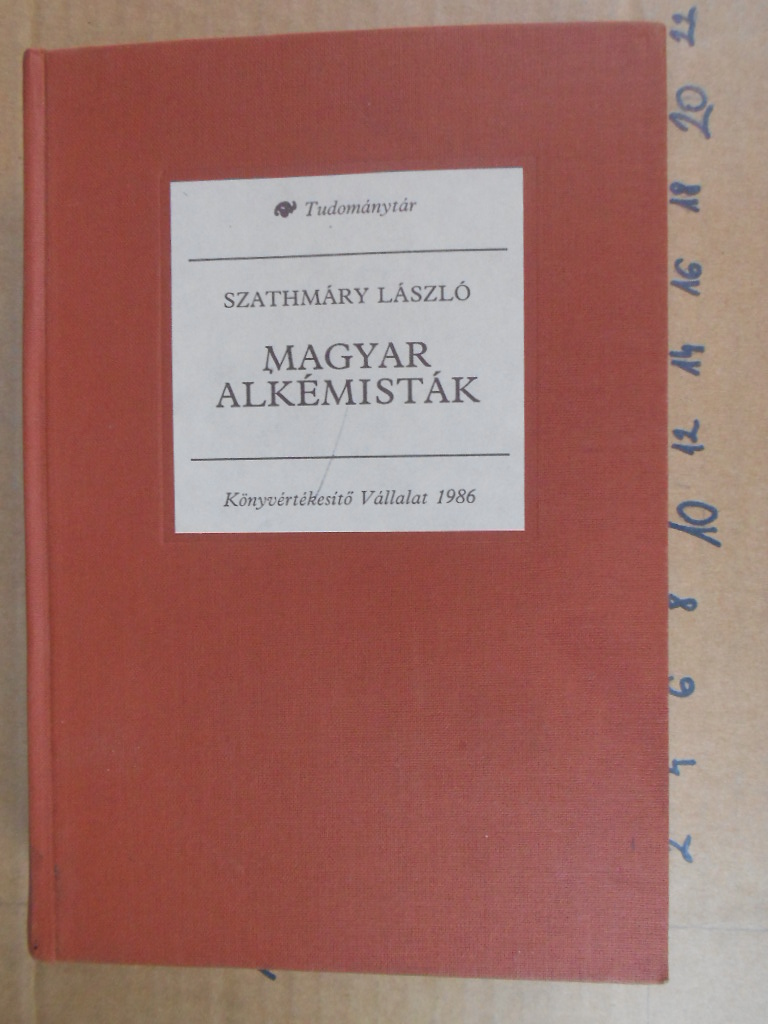 Tudománytár
SZATHMÁRY LÁSZLÓ
MAGYAR
ALKÉMISTÁK
Könyvértékesítő Vállalat 1986
22
20
18
16
14
12
10
8
6
4
2